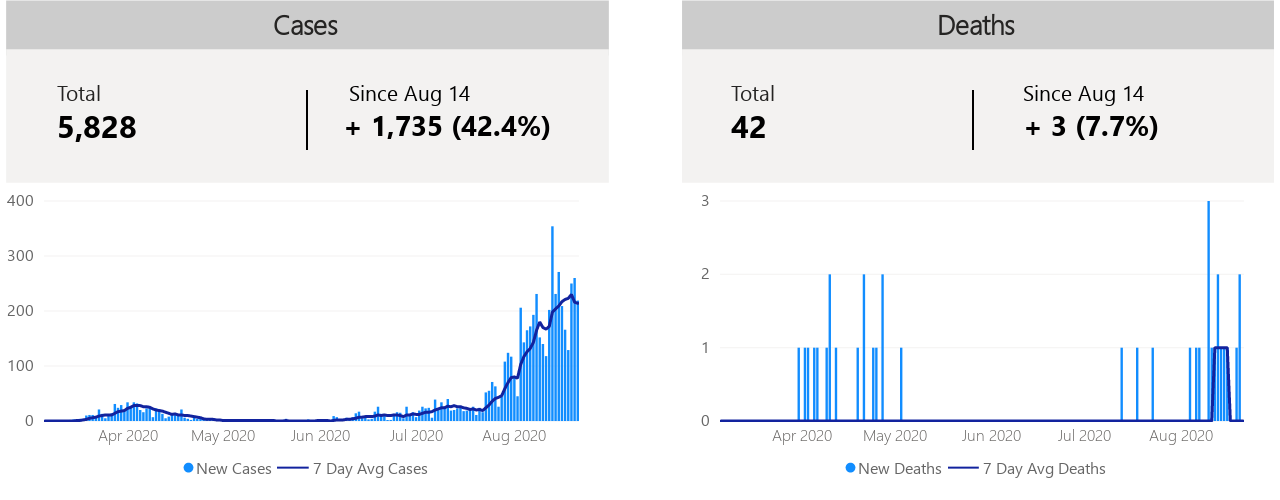 Cases
Total
5,828
Since Aug 14
+ 1,735 (42.4%)
400
300
200
100
0
Apr 2020 May 2020 Jun 2020 Jul 2020 Aug 2020
New Cases 7 Day Avg Cases
Deaths
Total
42
Since Aug 14
+ 3 (7.7%)
3
2
1
0
Apr 2020 May 2020 Jun 2020 Jul 2020 Aug 2020
New Deaths 7 Day Avg Deaths